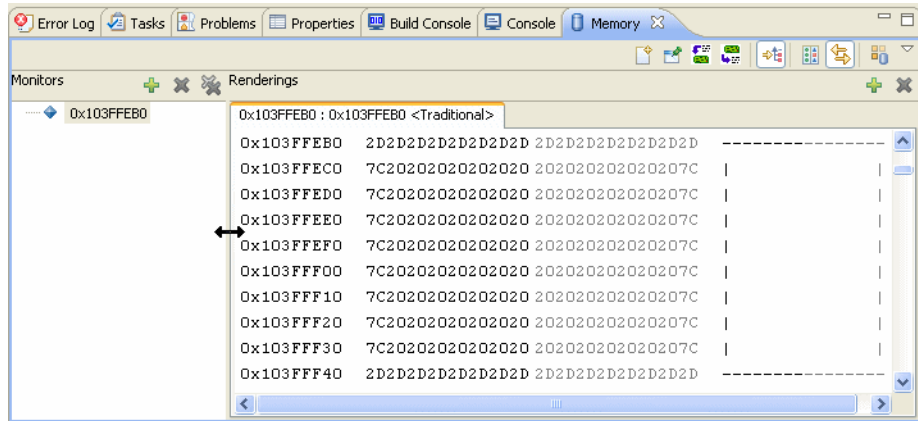 Error Log Tasks Problems Properties Build Console Console Memory
Monitors Renderings
0x103FFEB0
0x103FFEB0 : 0x103FFEB0 <Traditional>
0x103FFEB0 2D2D2D2D2D2D2D2D 2D2D2D2D2D2D2D2D ----------------
0x103FFEC0 7C20202020202020 202020202020207C | |
0x103FFED0 7C20202020202020 202020202020207C | |
0x103FFEE0 7C20202020202020 202020202020207C | |
0x103FFEF0 7C20202020202020 202020202020207C | |
0x103FFF00 7C20202020202020 202020202020207C | |
0x103FFF10 7C20202020202020 202020202020207C | |
0x103FFF20 7C20202020202020 202020202020207C | |
0x103FFF30 7C20202020202020 202020202020207C | |
0x103FFF40 2D2D2D2D2D2D2D2D 2D2D2D2D2D2D2D2D ----------------